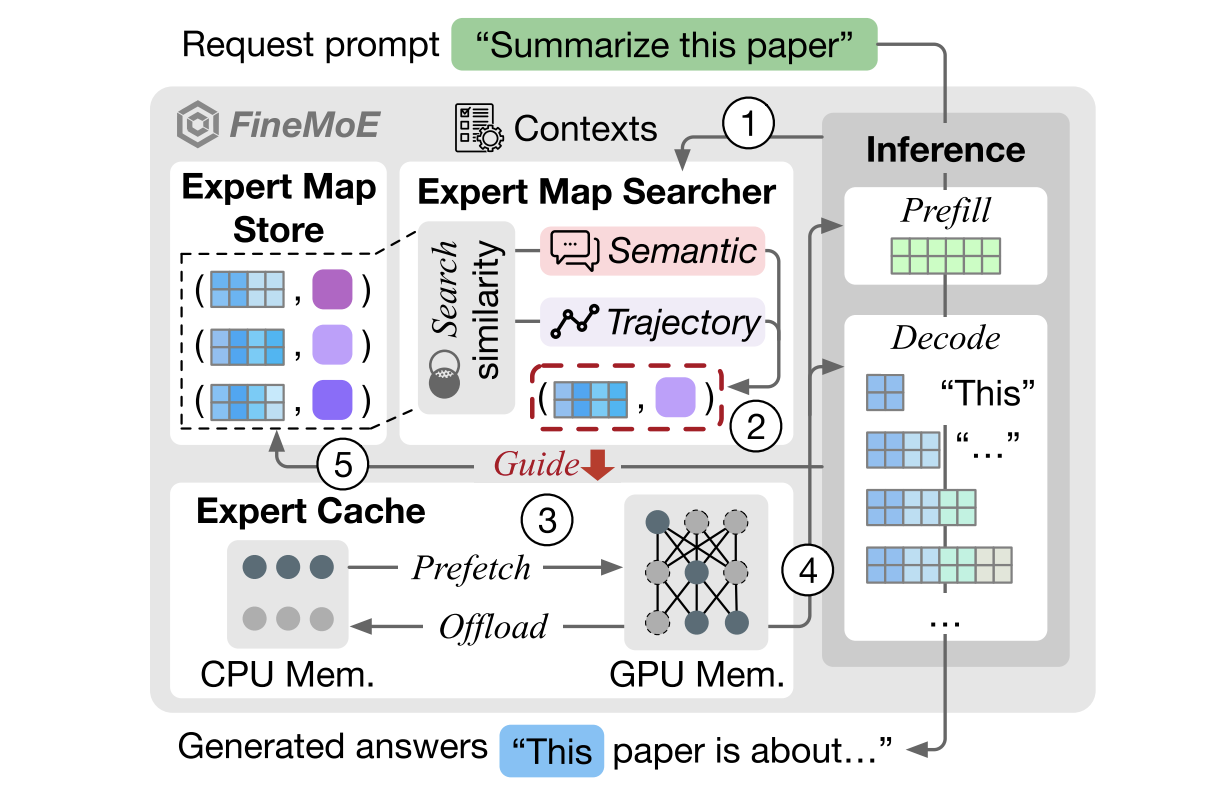 Request prompt “Summarize this paper”
FineMoE
Contexts
1
Inference
Expert Map
Store
Expert Map Searcher
Search
similarity
Semantic
Trajectory
( , )
( , )
( , )
( , )
2
Prefill
Decode
“This”
“...”
...
5
Guide
Expert Cache
3
Prefetch
4
Offload
CPU Mem.
GPU Mem.
Generated answers “This paper is about...”